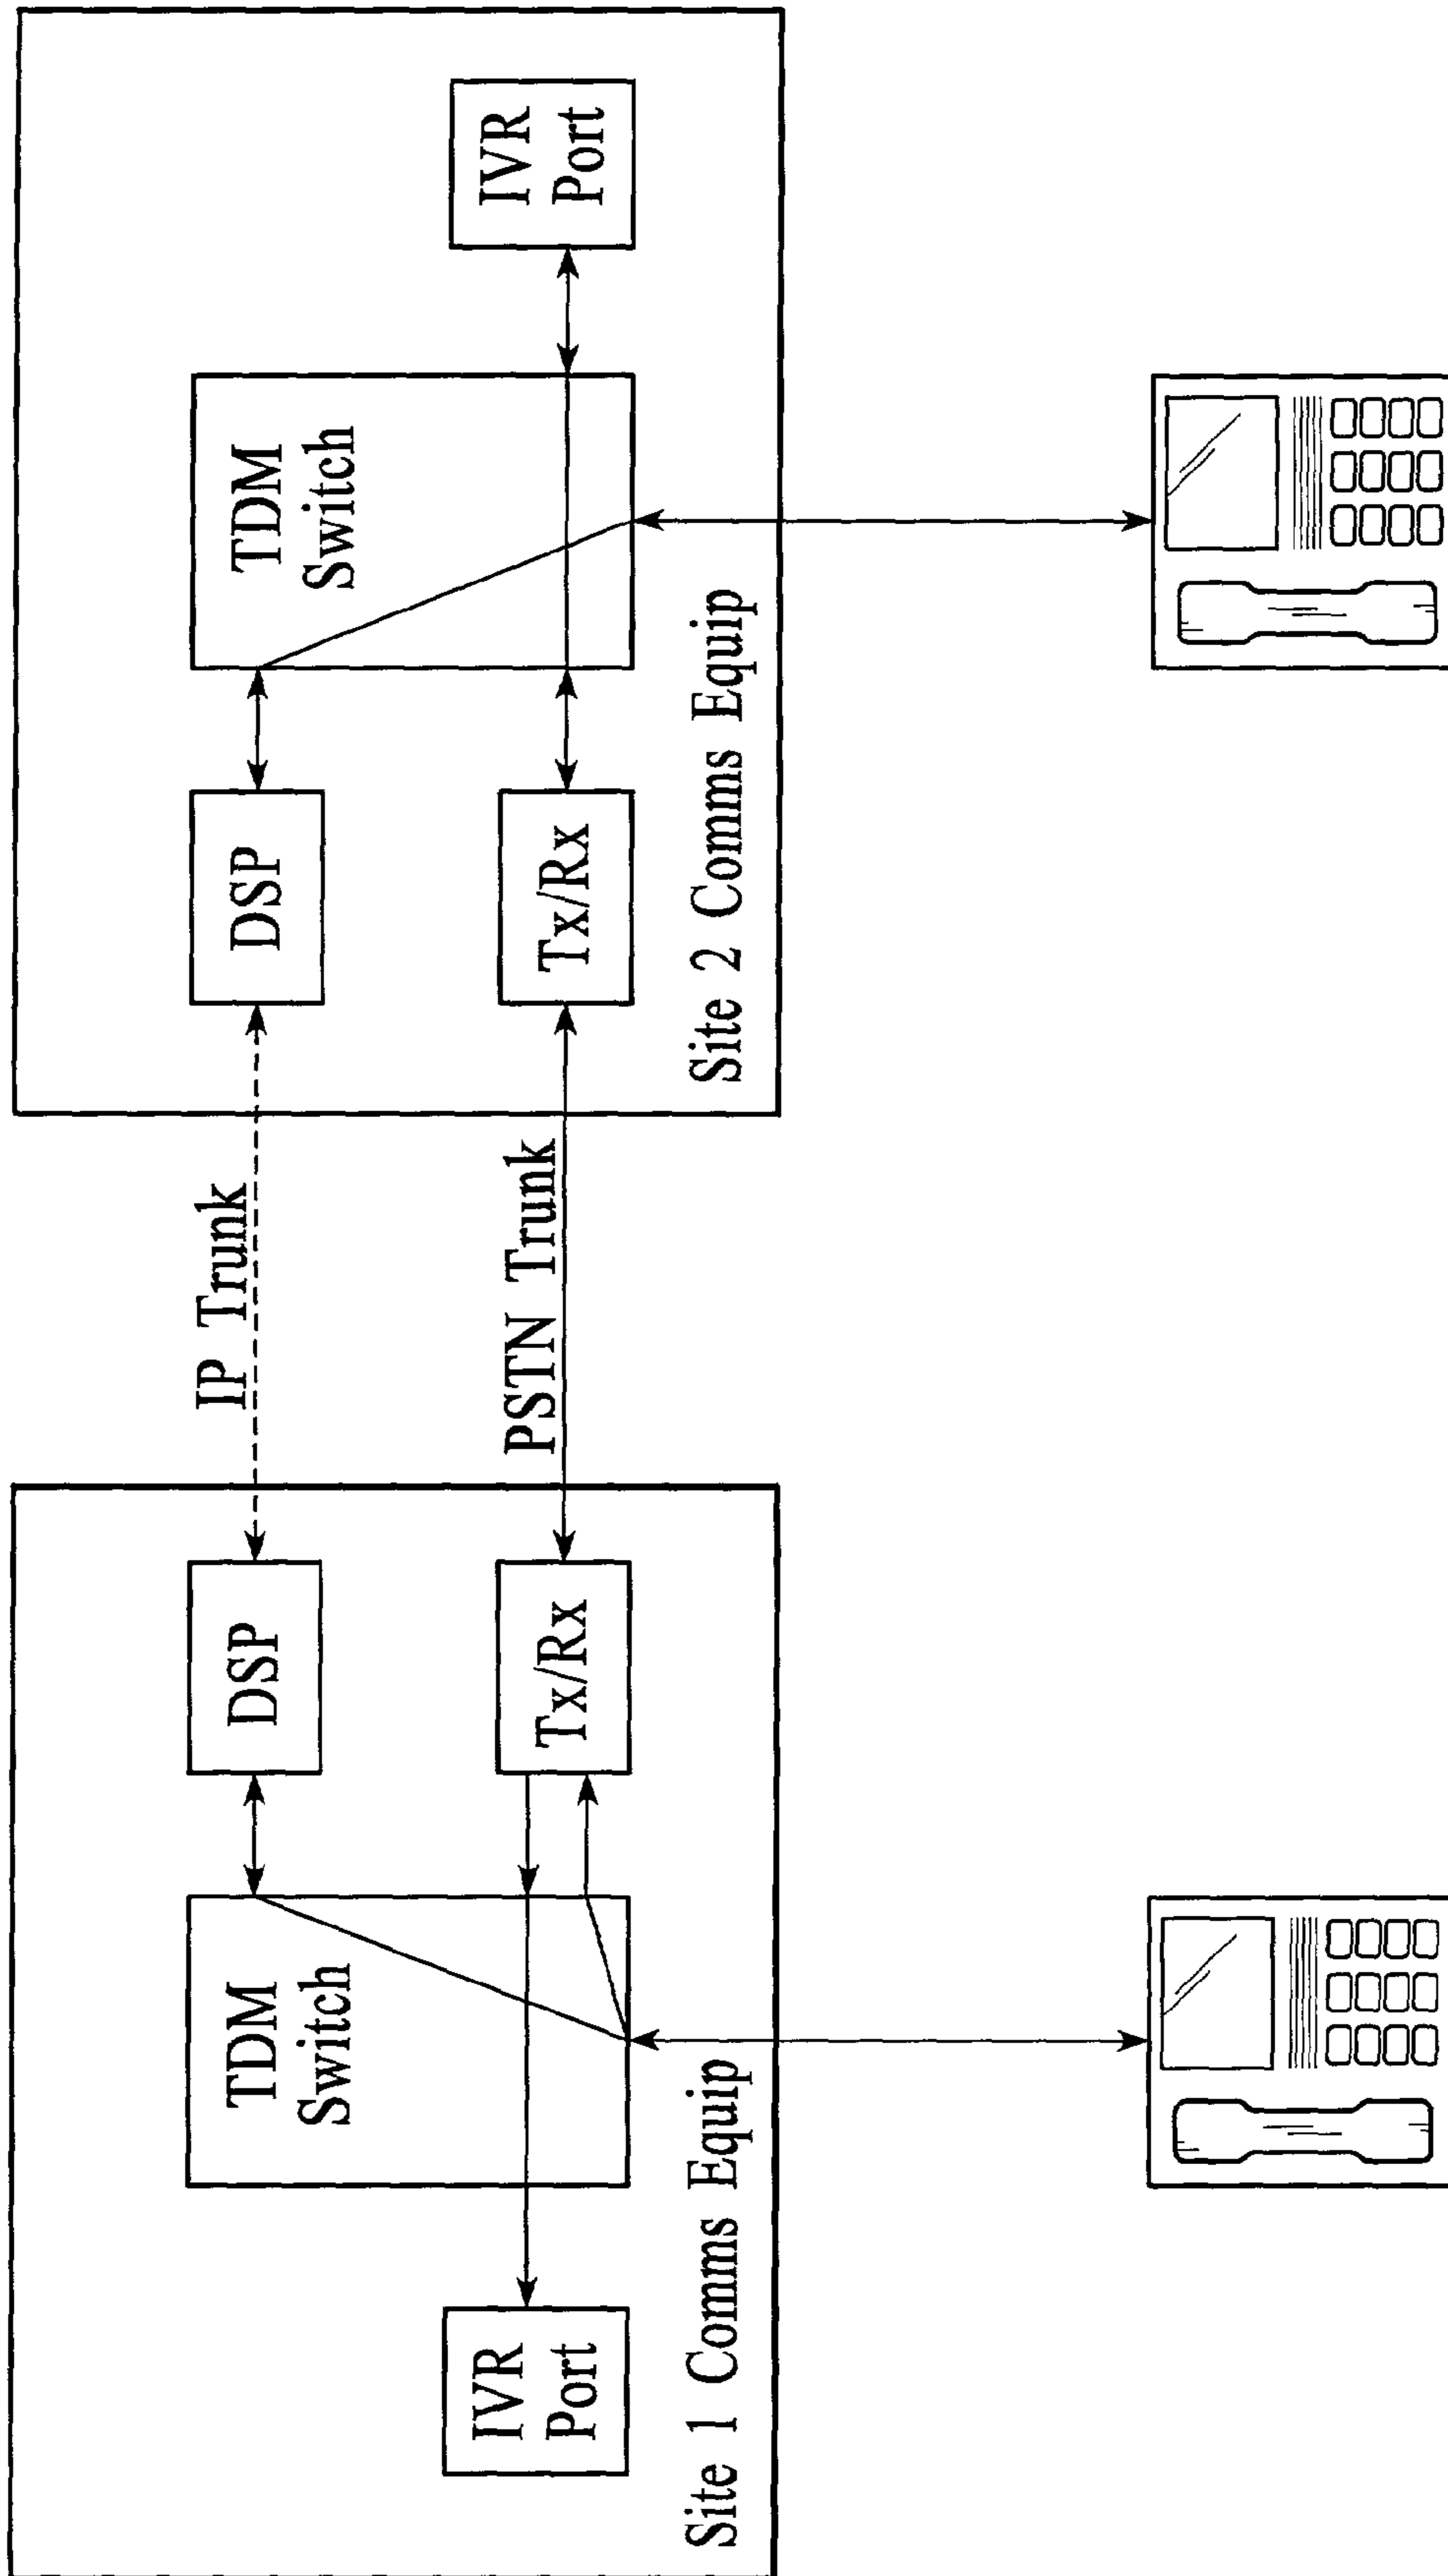 IVR
Port
TDM
Switch
DSP
Tx/Rx
Site 1 Comms Equip
IP Trunk
PSTN Trunk
DSP
Tx/Rx
TDM
Switch
IVR
Port
Site 2 Comms Equip